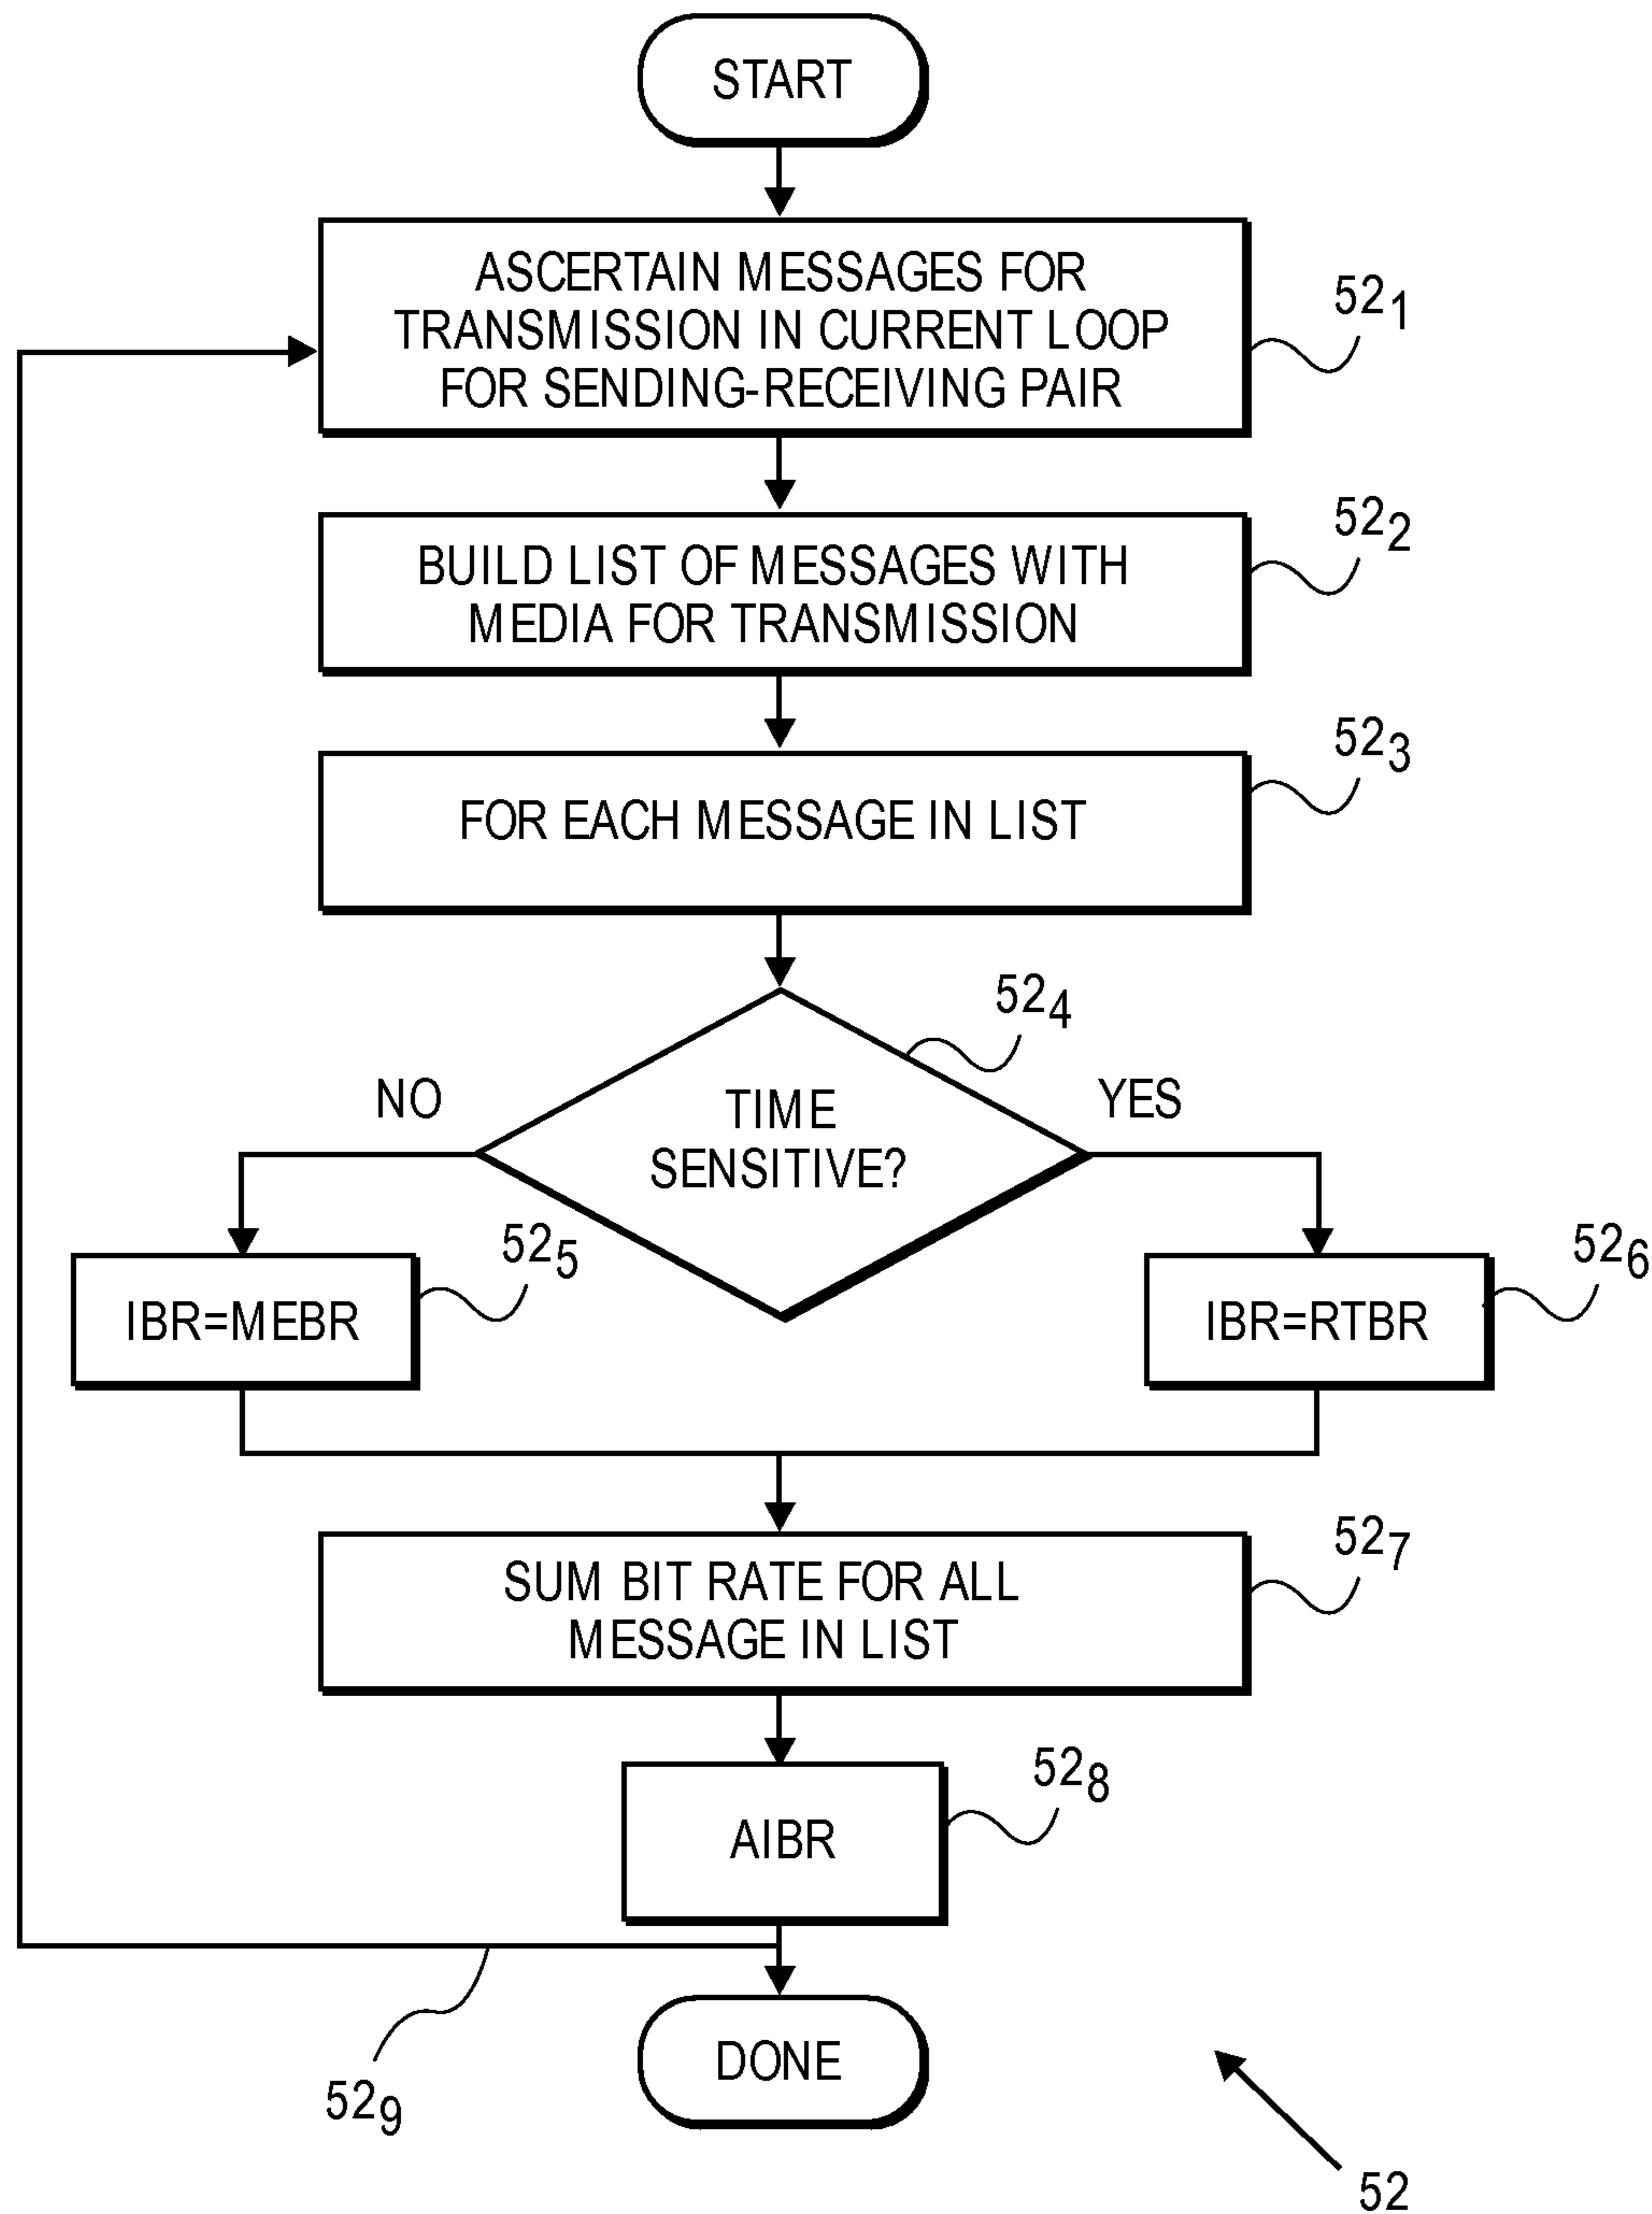 START
ASCERTAIN MESSAGES FOR
TRANSMISSION IN CURRENT LOOP
FOR SENDING-RECEIVING PAIR
52₁
BUILD LIST OF MESSAGES WITH
MEDIA FOR TRANSMISSION
52₂
FOR EACH MESSAGE IN LIST
52₃
52₄
NO
TIME
SENSITIVE?
YES
IBR=MEBR
52₅
IBR=RTBR
52₆
SUM BIT RATE FOR ALL
MESSAGE IN LIST
52₇
AIBR
52₈
DONE
52₉
52